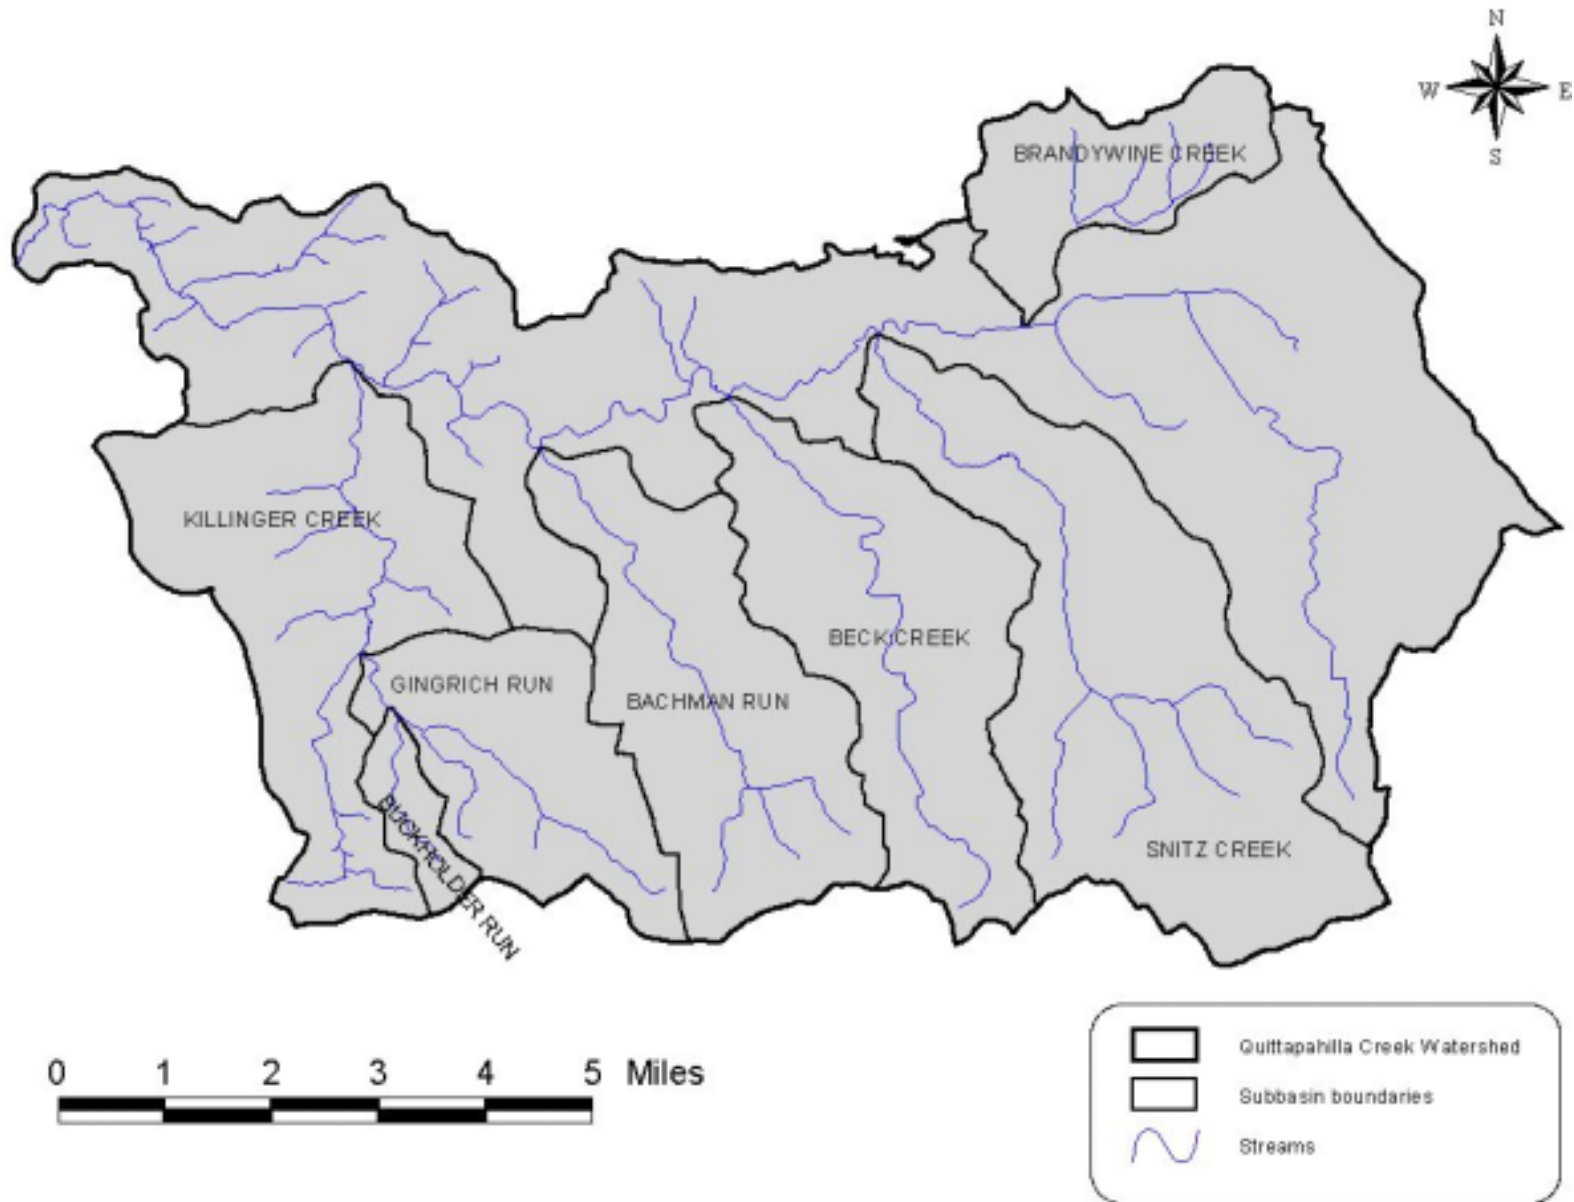 N
W E
S
BRANDYWINE CREEK
KILLINGER CREEK
BECK CREEK
GINGRICH RUN
BACHMAN RUN
BUCKHOLDER RUN
SNITZ CREEK
0 1 2 3 4 5 Miles
Quittapahilla Creek Watershed
Subbasin boundaries
Streams